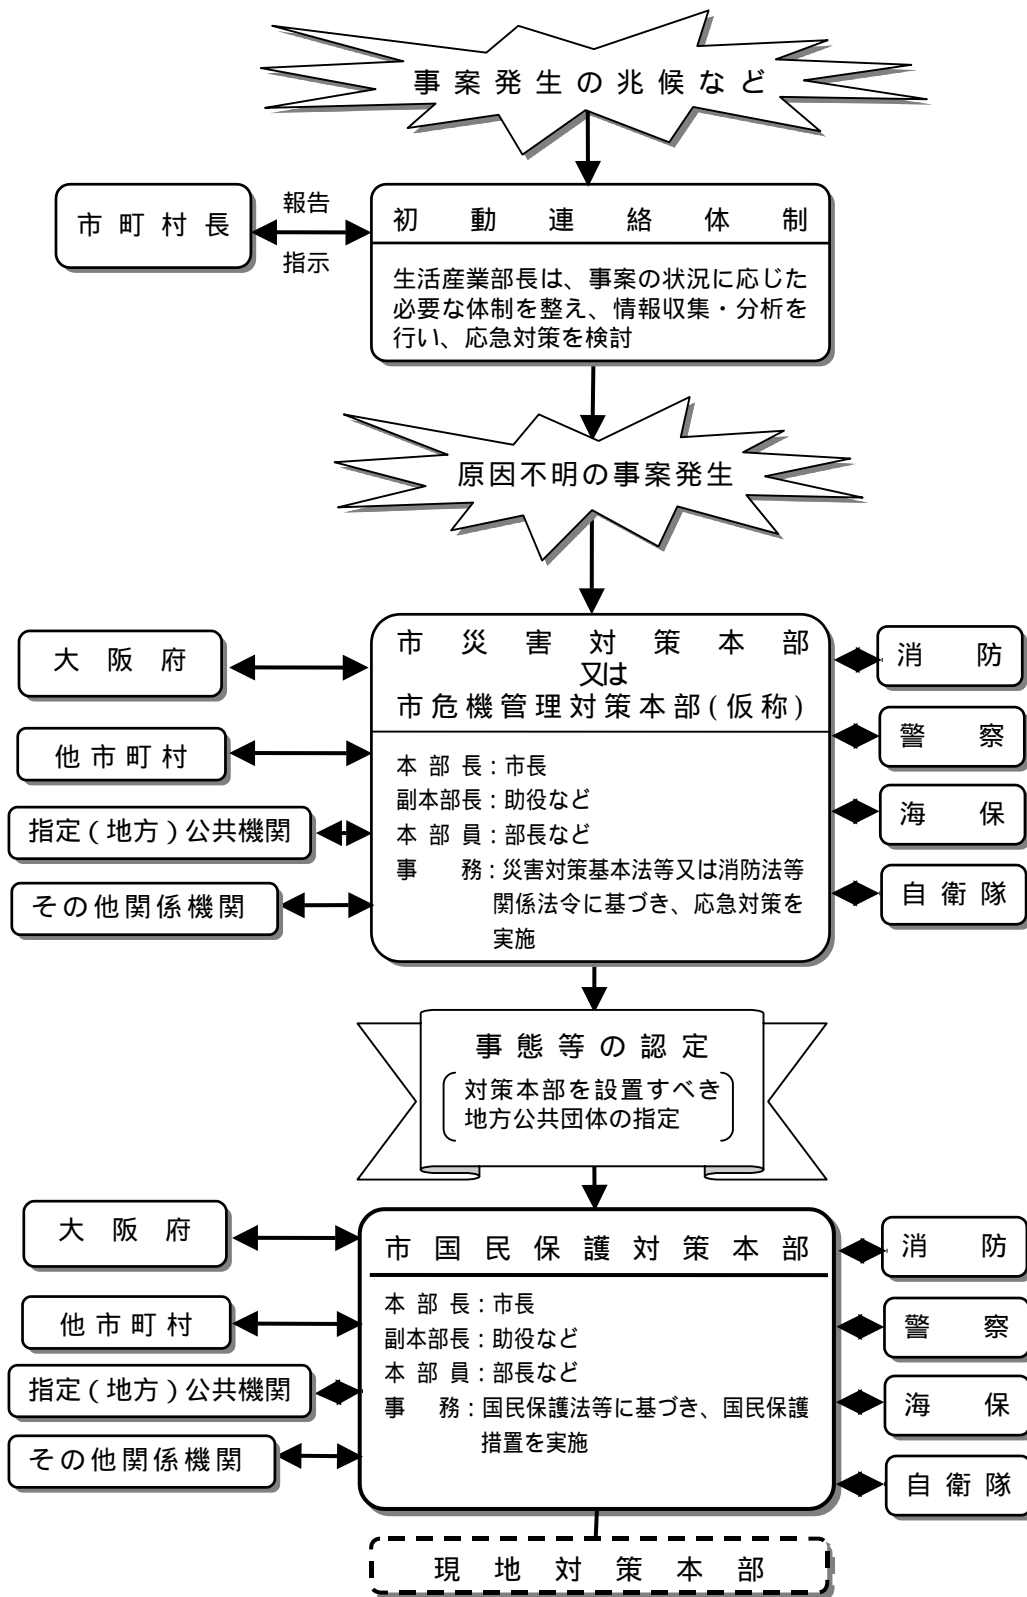 事案発生の兆候など
市町村長
報告
指示
初動連絡体制
生活産業部長は、事案の状況に応じた
必要な体制を整え、情報収集・分析を
行い、応急対策を検討
原因不明の事案発生
大阪府
他市町村
指定(地方)公共機関
その他関係機関
市災害対策本部
又は
市危機管理対策本部(仮称)
本部長:市長
副本部長:助役など
本部員:部長など
事務:災害対策基本法等又は消防法等
関係法令に基づき、応急対策を
実施
消防
警察
海保
自衛隊
事態等の認定
対策本部を設置すべき
地方公共団体の指定
大阪府
他市町村
指定(地方)公共機関
その他関係機関
市国民保護対策本部
本部長:市長
副本部長:助役など
本部員:部長など
事務:国民保護法等に基づき、国民保護
措置を実施
消防
警察
海保
自衛隊
現地対策本部